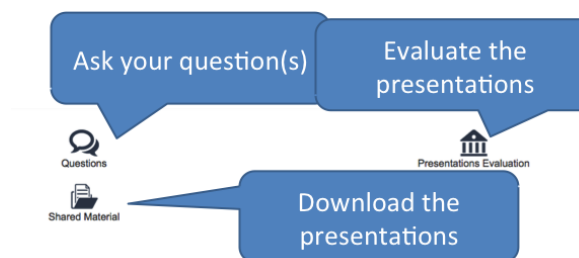 Ask your question(s)
Evaluate the
presentations
Questions
Presentations Evaluation
Shared Material
Download the
presentations